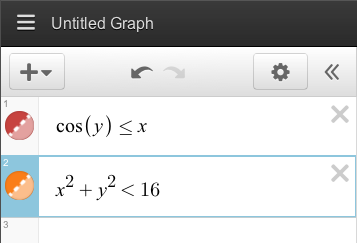 Untitled Graph
1
cos(y) ≤ x
2
x² + y² < 16
3